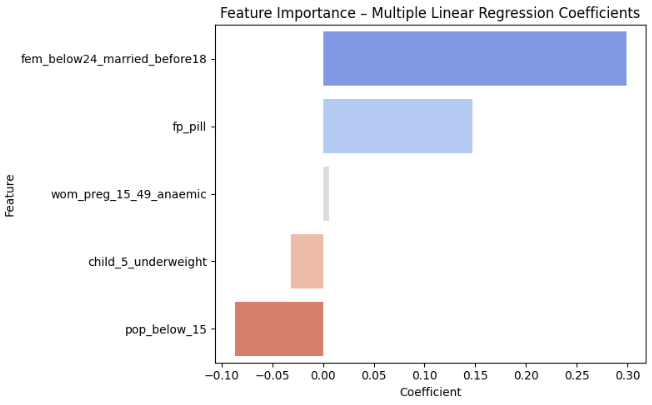 Feature Importance – Multiple Linear Regression Coefficients
fem_below24_married_before18
fp_pill
wom_preg_15_49_anaemic
child_5_underweight
pop_below_15
Feature
−0.10 −0.05 0.00 0.05 0.10 0.15 0.20 0.25 0.30
Coefficient